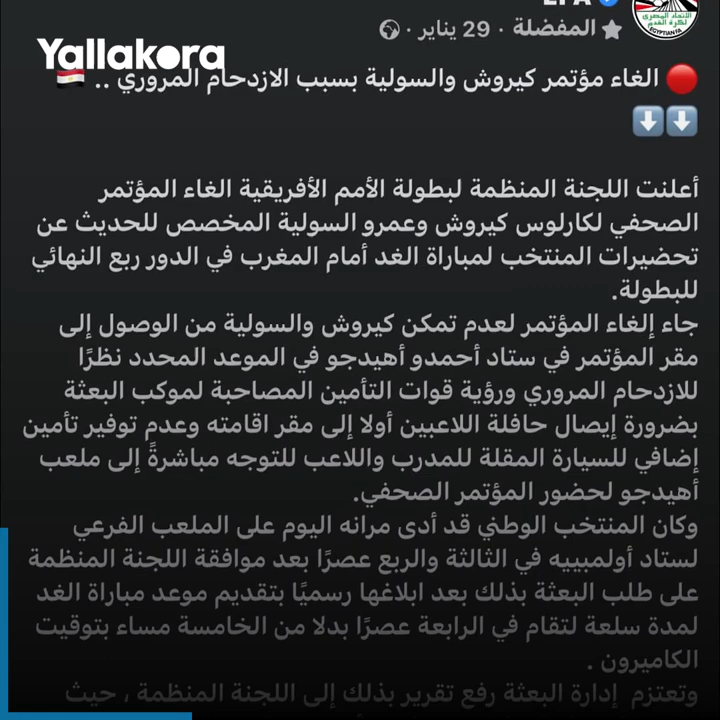 EFA
المفضلة · 29 يناير ·
Yallakora
الغاء مؤتمر كيروش والسولية بسبب الازدحام المروري ..
أعلنت اللجنة المنظمة لبطولة الأمم الأفريقية الغاء المؤتمر
الصحفي لكارلوس كيروش وعمرو السولية المخصص للحديث عن
تحضيرات المنتخب لمباراة الغد أمام المغرب في الدور ربع النهائي
للبطولة.
جاء إلغاء المؤتمر لعدم تمكن كيروش والسولية من الوصول إلى
مقر المؤتمر في ستاد أحمدو أهيدجو في الموعد المحدد نظرًا
للازدحام المروري ورؤية قوات التأمين المصاحبة لموكب البعثة
بضرورة إيصال حافلة اللاعبين أولا إلى مقر اقامته وعدم توفير تأمين
إضافي للسيارة المقلة للمدرب واللاعب للتوجه مباشرةً إلى ملعب
أهيدجو لحضور المؤتمر الصحفي.
وكان المنتخب الوطني قد أدى مرانه اليوم على الملعب الفرعي
لستاد أولمبييه في الثالثة والربع عصرًا بعد موافقة اللجنة المنظمة
على طلب البعثة بذلك بعد ابلاغها رسميًا بتقديم موعد مباراة الغد
لمدة سلعة لتقام في الرابعة عصرًا بدلا من الخامسة مساء بتوقيت
الكاميرون .
وتعتزم إدارة البعثة رفع تقرير بذلك إلى اللجنة المنظمة ، حيث